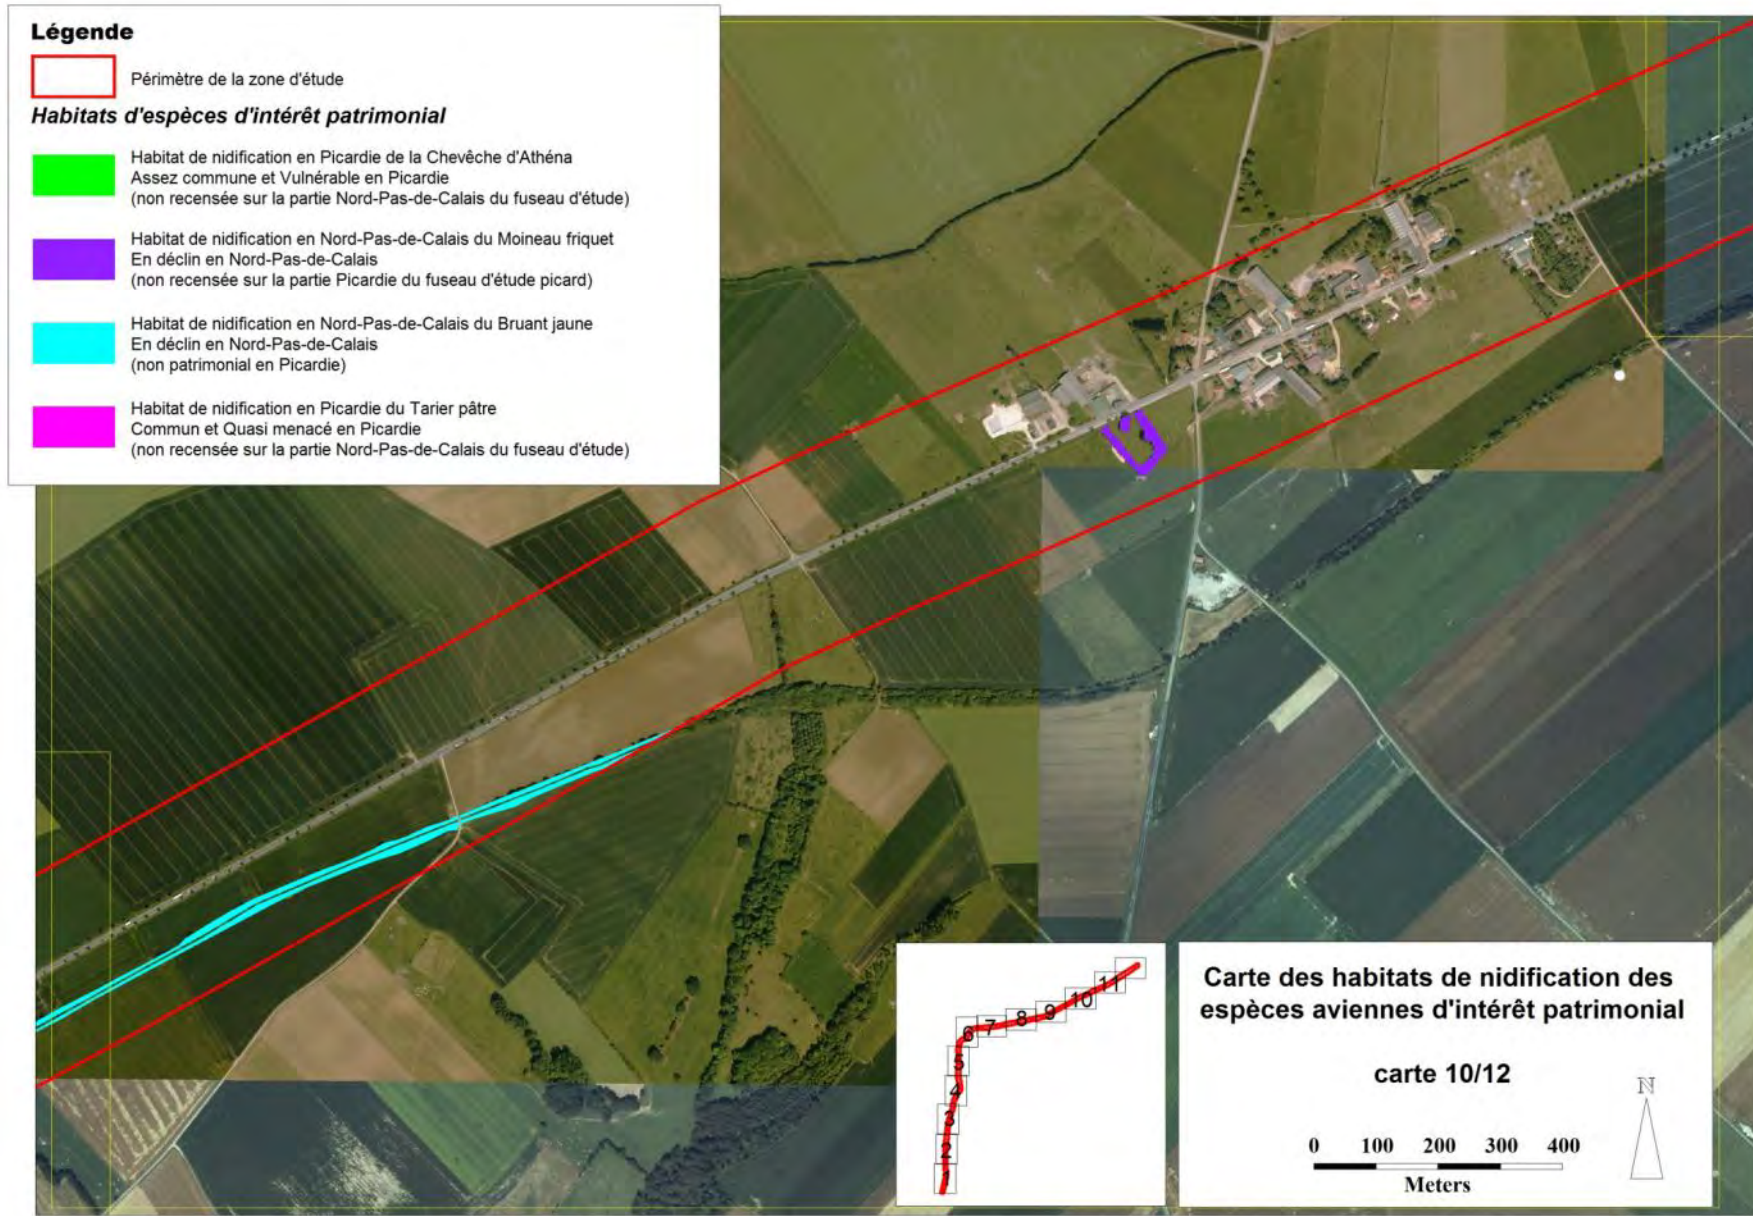 Légende
Périmètre de la zone d'étude
Habitats d'espèces d'intérêt patrimonial
Habitat de nidification en Picardie de la Chevêche d'Athéna
Assez commune et Vulnérable en Picardie
(non recensée sur la partie Nord-Pas-de-Calais du fuseau d'étude)
Habitat de nidification en Nord-Pas-de-Calais du Moineau friquet
En déclin en Nord-Pas-de-Calais
(non recensée sur la partie Picardie du fuseau d'étude picard)
Habitat de nidification en Nord-Pas-de-Calais du Bruant jaune
En déclin en Nord-Pas-de-Calais
(non patrimonial en Picardie)
Habitat de nidification en Picardie du Tarier pâtre
Commun et Quasi menacé en Picardie
(non recensée sur la partie Nord-Pas-de-Calais du fuseau d'étude)
11
10
9
8
7
6
5
4
3
2
1
Carte des habitats de nidification des
espèces aviennes d'intérêt patrimonial
carte 10/12
N
0 100 200 300 400
Meters